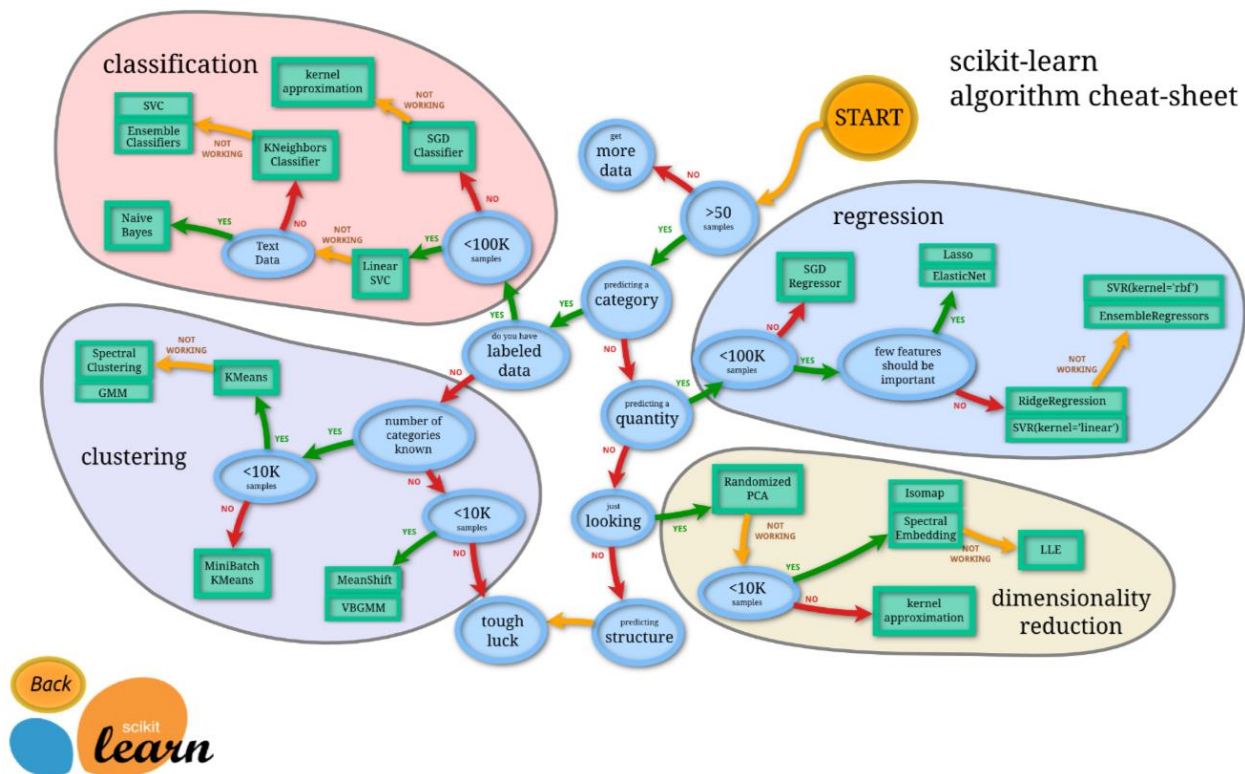 scikit-learn
algorithm cheat-sheet
START
get
more
data
NO
>50
samples
YES
predicting a
category
YES
NO
do you have
labeled
data
YES
NO
predicting a
quantity
YES
NO
just
looking
YES
NO
predicting
structure
tough
luck
classification
kernel
approximation
NOT
WORKING
SGD
Classifier
NO
<100K
samples
YES
Linear
SVC
NOT
WORKING
Text
Data
YES
Naive
Bayes
NO
KNeighbors
Classifier
NOT
WORKING
SVC
Ensemble
Classifiers
clustering
number of
categories
known
YES
NO
<10K
samples
YES
KMeans
NOT
WORKING
Spectral
Clustering
GMM
NO
MiniBatch
KMeans
<10K
samples
YES
MeanShift
VBGMM
NO
regression
<100K
samples
NO
SGD
Regressor
YES
few features
should be
important
YES
Lasso
ElasticNet
NO
RidgeRegression
SVR(kernel='linear')
NOT
WORKING
SVR(kernel='rbf')
EnsembleRegressors
dimensionality
reduction
Randomized
PCA
NOT
WORKING
<10K
samples
YES
Isomap
Spectral
Embedding
NOT
WORKING
LLE
NO
kernel
approximation
Back
scikit
learn